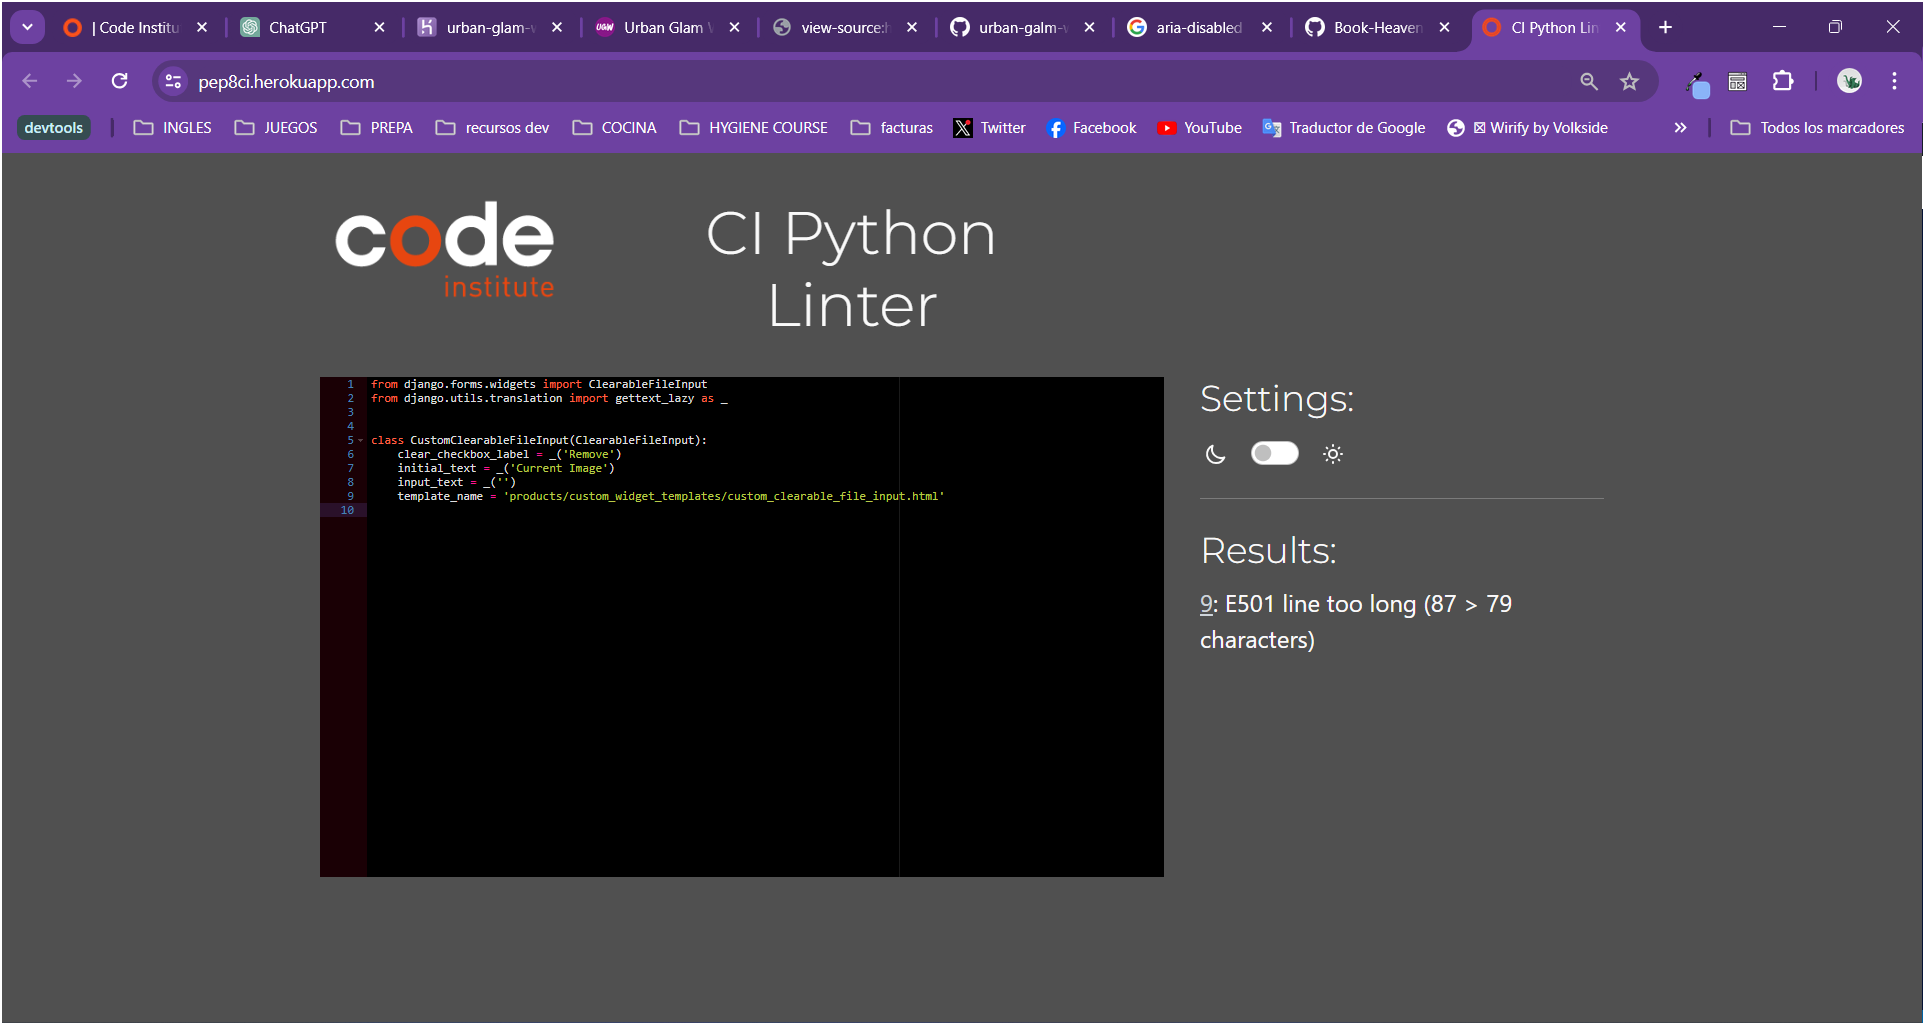 | Code Institu
ChatGPT
urban-glam-w
UGW Urban Glam W
view-source:h
urban-galm-w
aria-disabled
Book-Heaven
CI Python Lin
pep8ci.herokuapp.com
devtools
INGLES
JUEGOS
PREPA
recursos dev
COCINA
HYGIENE COURSE
facturas
Twitter
Facebook
YouTube
Traductor de Google
Wirify by Volkside
Todos los marcadores
code
institute
CI Python
Linter
1 from django.forms.widgets import ClearableFileInput
2 from django.utils.translation import gettext_lazy as _
3
4
5 class CustomClearableFileInput(ClearableFileInput):
6     clear_checkbox_label = _('Remove')
7     initial_text = _('Current Image')
8     input_text = _('')
9     template_name = 'products/custom_widget_templates/custom_clearable_file_input.html'
10
Settings:
Results:
9: E501 line too long (87 > 79
characters)